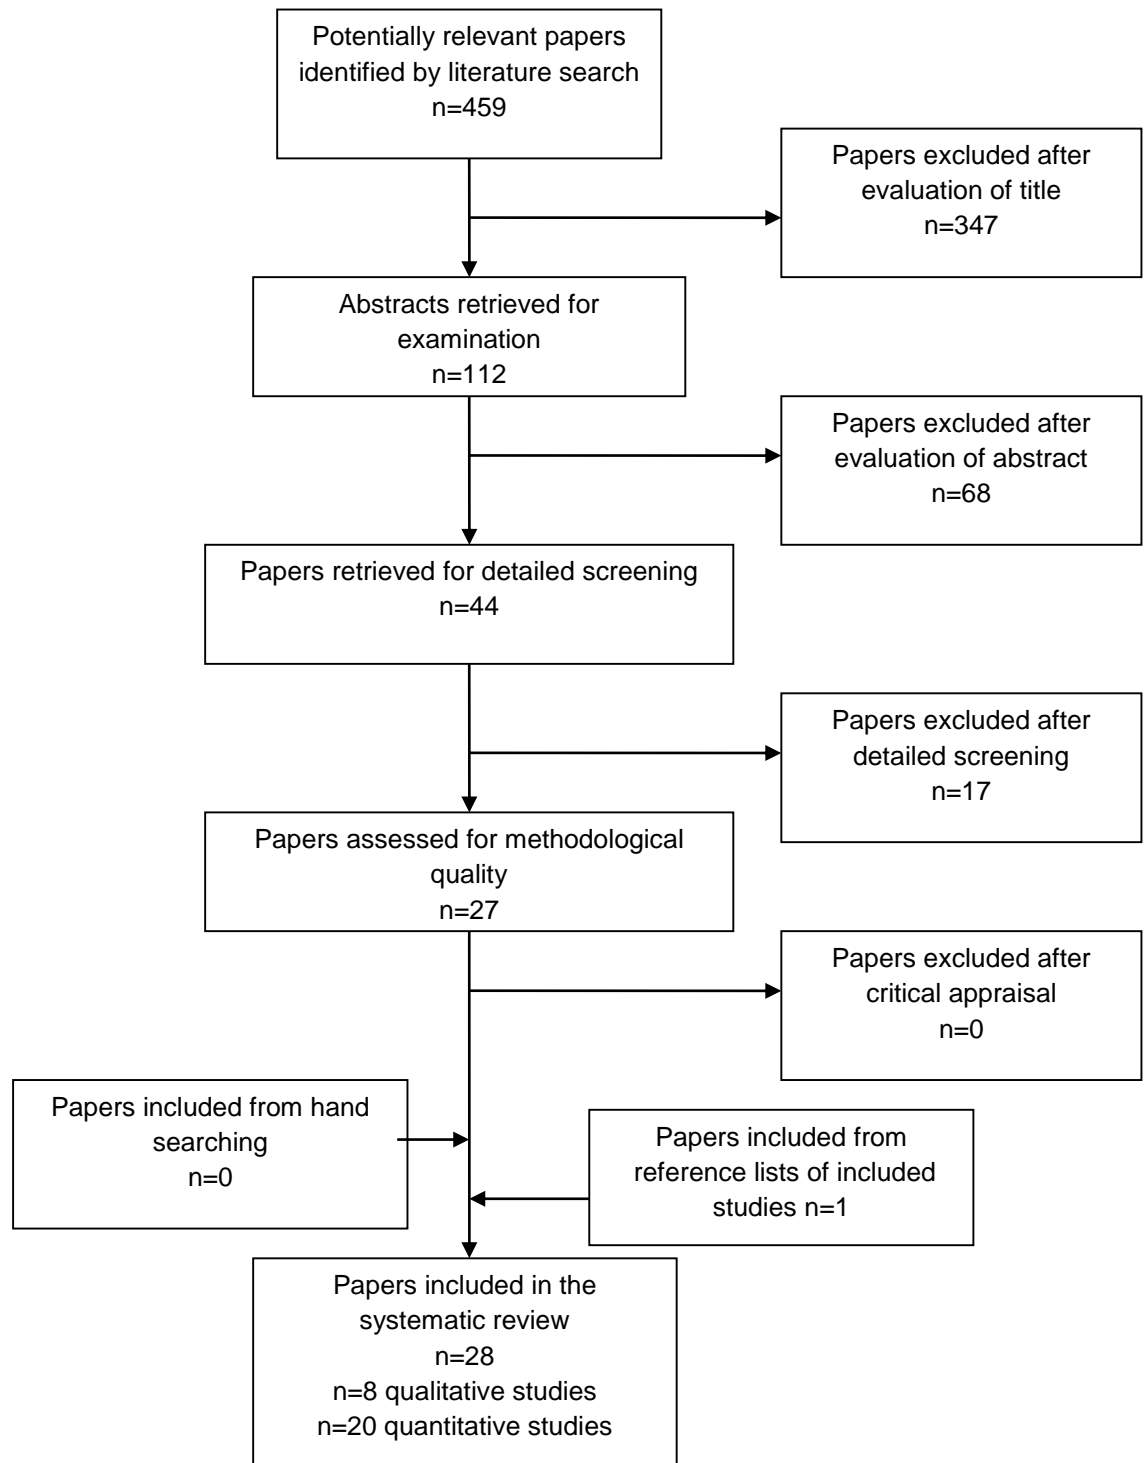 Potentially relevant papers
identified by literature search
n=459
Papers excluded after
evaluation of title
n=347
Abstracts retrieved for
examination
n=112
Papers excluded after
evaluation of abstract
n=68
Papers retrieved for detailed screening
n=44
Papers excluded after
detailed screening
n=17
Papers assessed for methodological
quality
n=27
Papers excluded after
critical appraisal
n=0
Papers included from hand
searching
n=0
Papers included from
reference lists of included
studies n=1
Papers included in the
systematic review
n=28
n=8 qualitative studies
n=20 quantitative studies